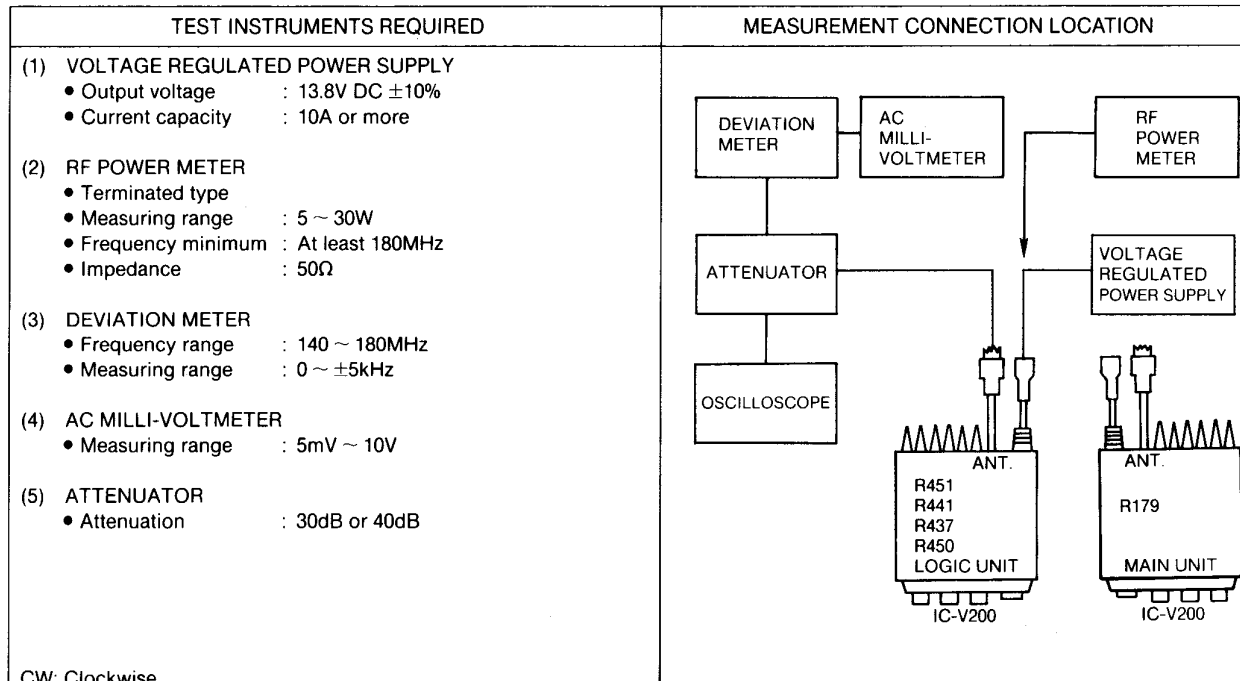 TEST INSTRUMENTS REQUIRED
(1) VOLTAGE REGULATED POWER SUPPLY
• Output voltage : 13.8V DC ±10%
• Current capacity : 10A or more
(2) RF POWER METER
• Terminated type
• Measuring range : 5 ~ 30W
• Frequency minimum : At least 180MHz
• Impedance : 50Ω
(3) DEVIATION METER
• Frequency range : 140 ~ 180MHz
• Measuring range : 0 ~ ±5kHz
(4) AC MILLI-VOLTMETER
• Measuring range : 5mV ~ 10V
(5) ATTENUATOR
• Attenuation : 30dB or 40dB
CW: Clockwise
MEASUREMENT CONNECTION LOCATION
DEVIATION
METER
AC
MILLI-
VOLTMETER
RF
POWER
METER
ATTENUATOR
VOLTAGE
REGULATED
POWER SUPPLY
OSCILLOSCOPE
ANT.
R451
R441
R437
R450
LOGIC UNIT
IC-V200
ANT.
R179
MAIN UNIT
IC-V200